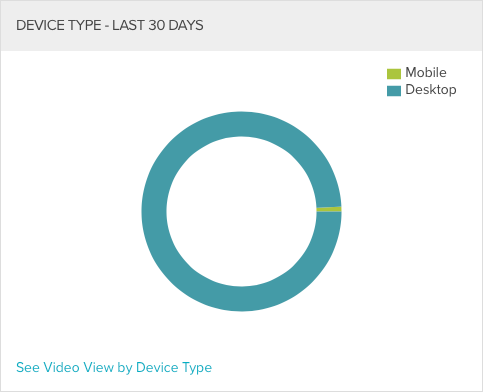 DEVICE TYPE - LAST 30 DAYS
Mobile
Desktop
See Video View by Device Type